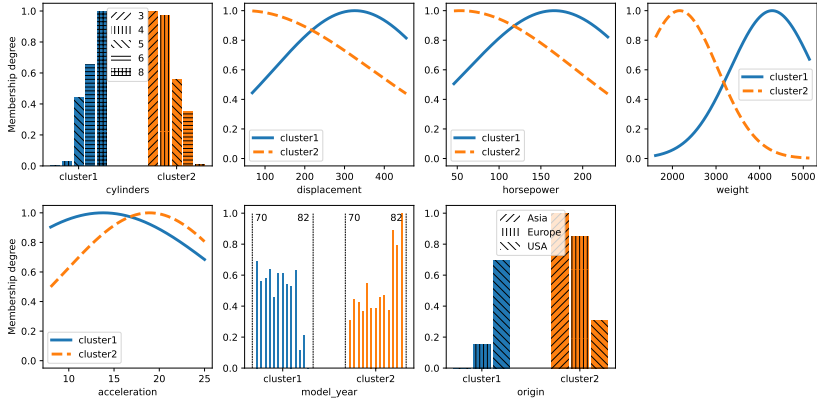 Membership degree
1.0
0.8
0.6
0.4
0.2
0.0
3
4
5
6
8
cluster1
cluster2
cylinders
1.0
0.8
0.6
0.4
0.2
0.0
cluster1
cluster2
100
200
300
400
displacement
1.0
0.8
0.6
0.4
0.2
0.0
cluster1
cluster2
50
100
150
200
horsepower
1.0
0.8
0.6
0.4
0.2
0.0
cluster1
cluster2
2000
3000
4000
5000
weight
Membership degree
1.0
0.8
0.6
0.4
0.2
0.0
cluster1
cluster2
10
15
20
25
acceleration
1.0
0.8
0.6
0.4
0.2
0.0
70
82
70
82
cluster1
cluster2
model_year
1.0
0.8
0.6
0.4
0.2
0.0
Asia
Europe
USA
cluster1
cluster2
origin